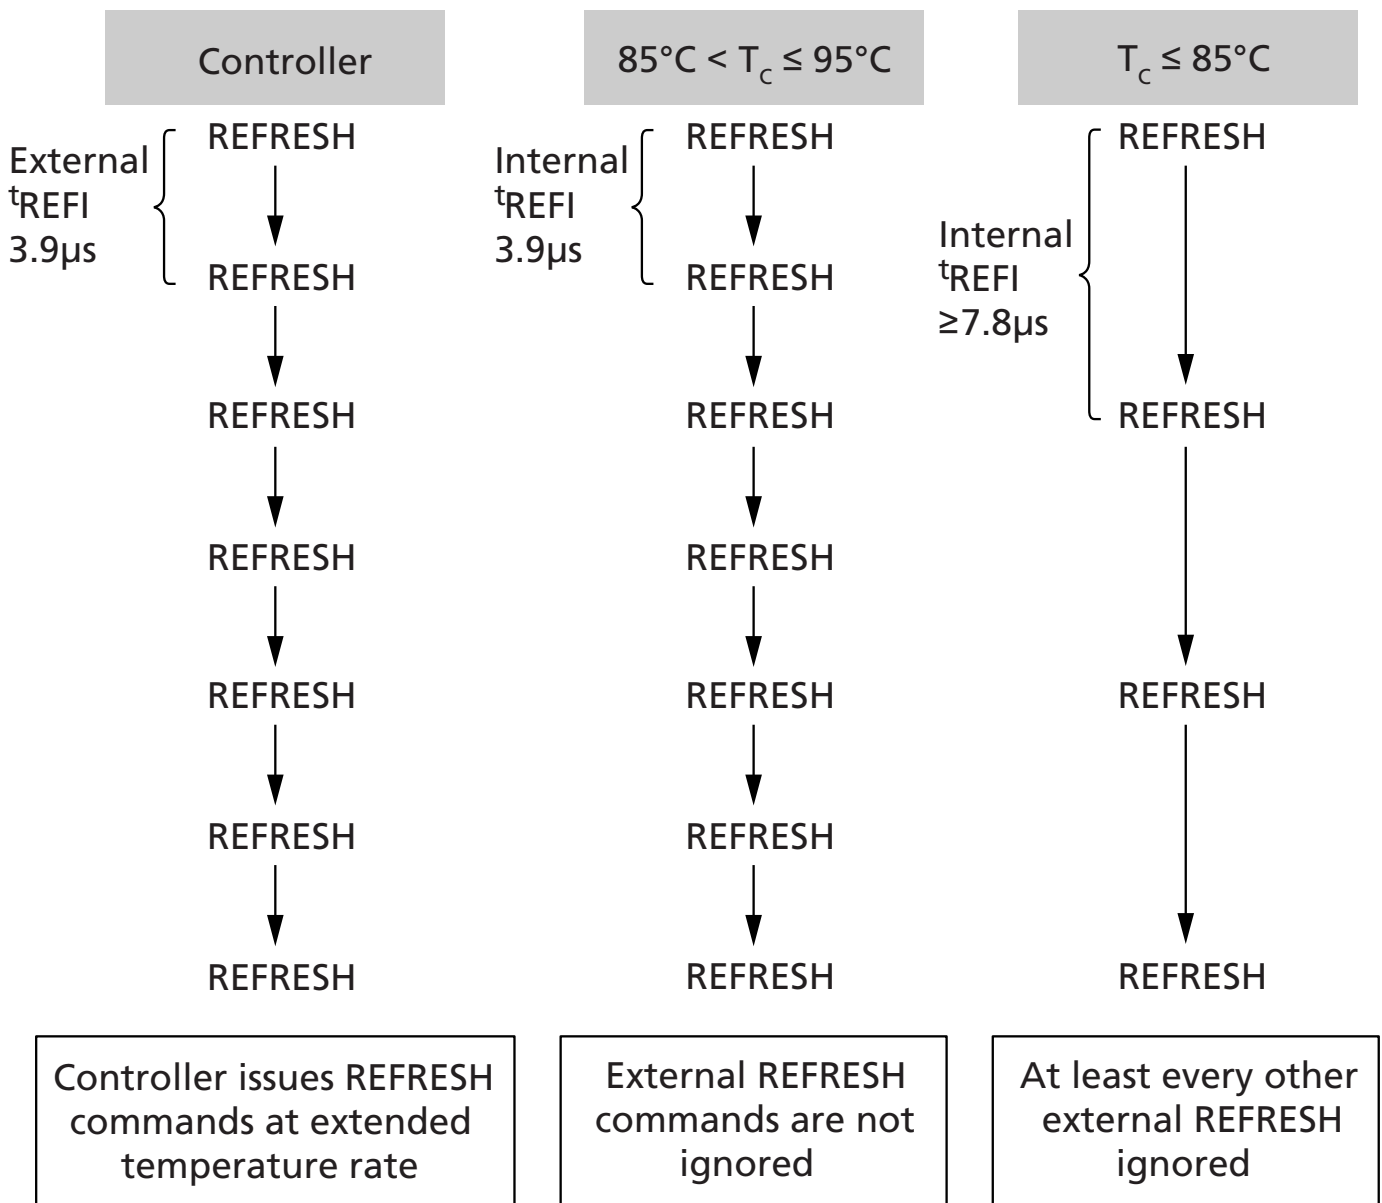 Controller
85°C < Tc ≤ 95°C
Tc ≤ 85°C
External
tREFI
3.9µs
REFRESH
REFRESH
REFRESH
REFRESH
REFRESH
REFRESH
REFRESH
Internal
tREFI
3.9µs
REFRESH
REFRESH
REFRESH
REFRESH
REFRESH
REFRESH
REFRESH
Internal
tREFI
≥7.8µs
REFRESH
REFRESH
REFRESH
REFRESH
Controller issues REFRESH
commands at extended
temperature rate
External REFRESH
commands are not
ignored
At least every other
external REFRESH
ignored